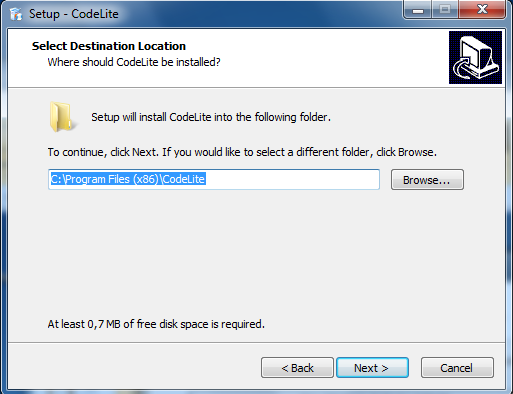 Setup - CodeLite
Select Destination Location
Where should CodeLite be installed?
Setup will install CodeLite into the following folder.
To continue, click Next. If you would like to select a different folder, click Browse.
C:\Program Files (x86)\CodeLite
Browse...
At least 0,7 MB of free disk space is required.
< Back
Next >
Cancel